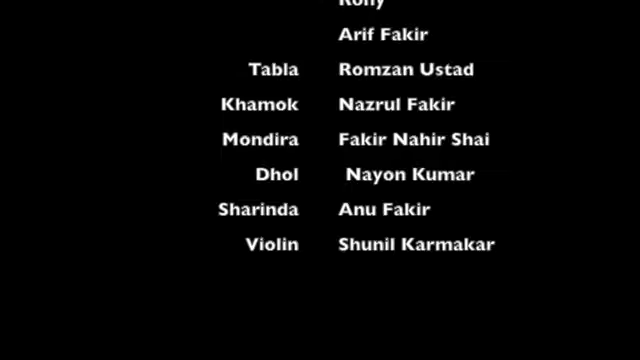 Rony
Arif Fakir
Tabla Romzan Ustad
Khamok Nazrul Fakir
Mondira Fakir Nahir Shai
Dhol Nayon Kumar
Sharinda Anu Fakir
Violin Shunil Karmakar